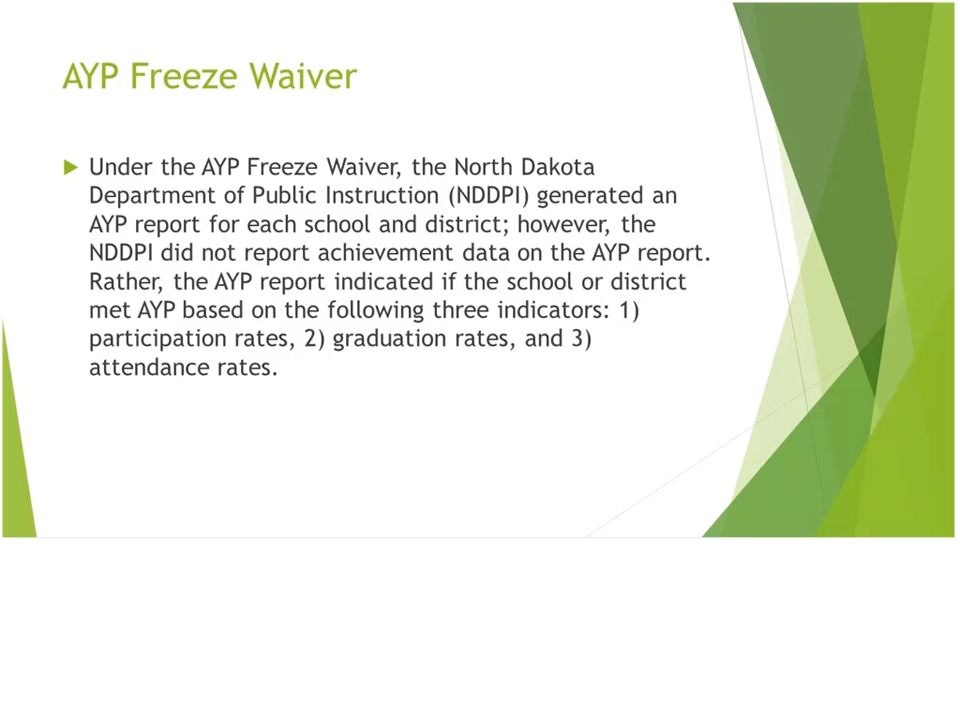 AYP Freeze Waiver
Under the AYP Freeze Waiver, the North Dakota
Department of Public Instruction (NDDPI) generated an
AYP report for each school and district; however, the
NDDPI did not report achievement data on the AYP report.
Rather, the AYP report indicated if the school or district
met AYP based on the following three indicators: 1)
participation rates, 2) graduation rates, and 3)
attendance rates.